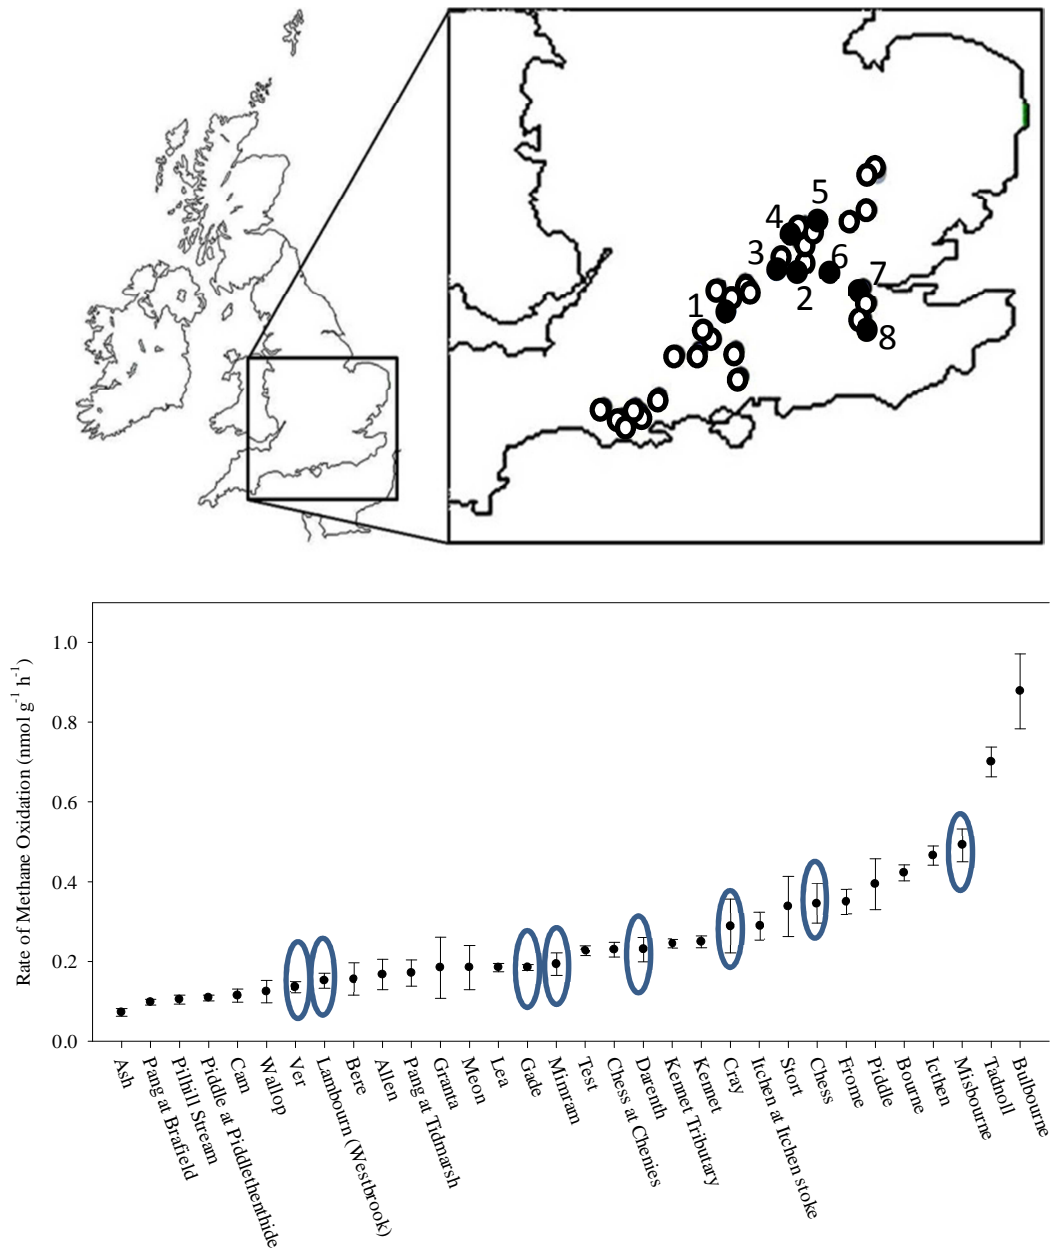 5
4
3
6
7
2
1
8
Rate of Methane Oxidation (nmol g-1 h-1)
1.0
0.8
0.6
0.4
0.2
0.0
Ash
Pang at Brafield
Pilhill Stream
Piddle at Piddlethenthide
Can
Wallop
Ver
Lambourn (Westbrook)
Bere
Allen
Pang at Tidmarsh
Granta
Meon
Lea
Gade
Mimram
Test
Chess at Chenies
Darenth
Kennet Tributary
Kennet
Cray
Itchen at Itchen stoke
Stort
Chess
Frome
Piddle
Bourne
Icthen
Misbourne
Tadnoll
Bulbourne